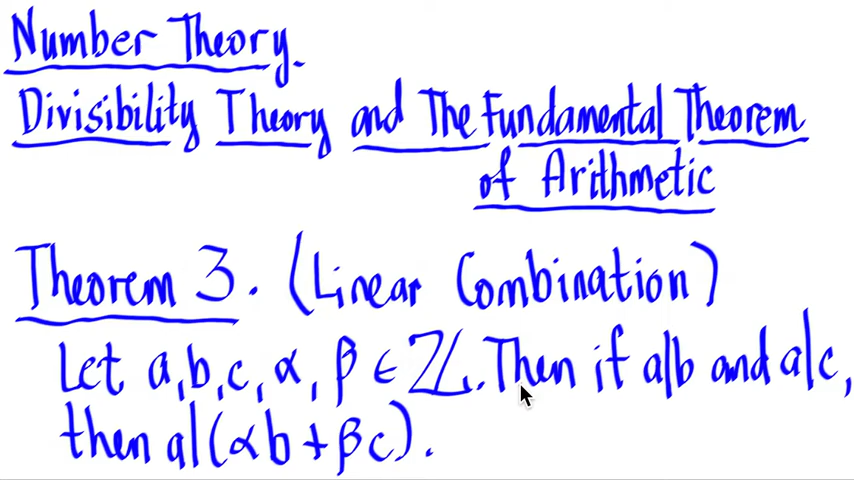 Number Theory.
Divisibility Theory and The Fundamental Theorem
of Arithmetic
Theorem 3. (Linear Combination)
Let a, b, c, α, β ∈ ℤ. Then if a|b and a|c,
then a|(αb + βc).